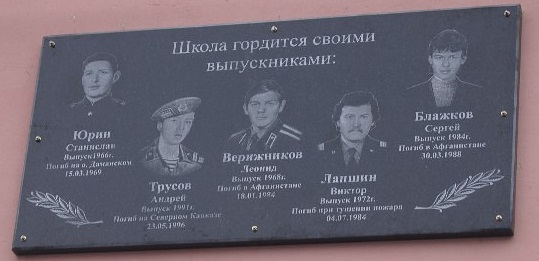 Школа гордится своими
выпускниками:
Юрин
Станислав
Выпуск1966г.
Погиб на о. Даманском
15.03.1969
Трусов
Андрей
Выпуск 1991г.
Погиб на Северном Кавказе
23.05.1996
Верижников
Леонид
Выпуск 1968г.
Погиб в Афганистане
18.01.1984
Лапшин
Виктор
Выпуск 1972г.
Погиб при тушении пожара
04.07.1984
Блажков
Сергей
Выпуск 1984г.
Погиб в Афганистане
30.03.1988